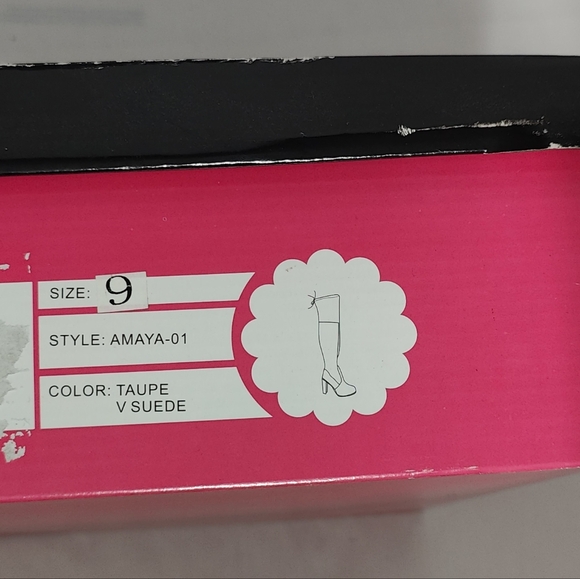 SIZE: 9
STYLE: AMAYA-01
COLOR: TAUPE
V SUEDE